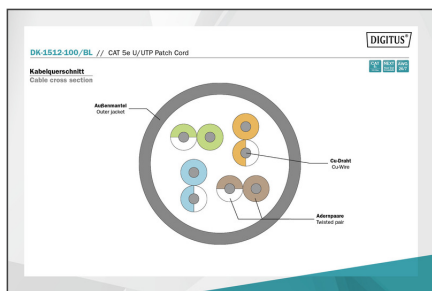 DIGITUS®
DK-1512-100/BL // CAT 5e U/UTP Patch Cord
Kabelquerschnitt
Cable cross section
Außenmantel
Outer jacket
Cu-Draht
Cu-Wire
Adernpaare
Twisted pair